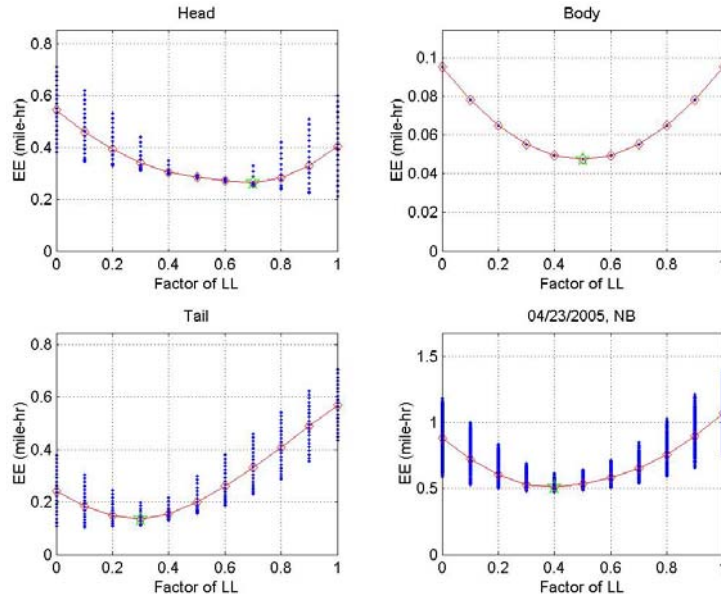 Head
0.8
0.6
0.4
0.2
0
EE (mile-hr)
0 0.2 0.4 0.6 0.8 1
Factor of LL
Body
0.1
0.08
0.06
0.04
0.02
0
EE (mile-hr)
0 0.2 0.4 0.6 0.8 1
Factor of LL
Tail
0.8
0.6
0.4
0.2
0
EE (mile-hr)
0 0.2 0.4 0.6 0.8 1
Factor of LL
04/23/2005, NB
1.5
1
0.5
0
EE (mile-hr)
0 0.2 0.4 0.6 0.8 1
Factor of LL